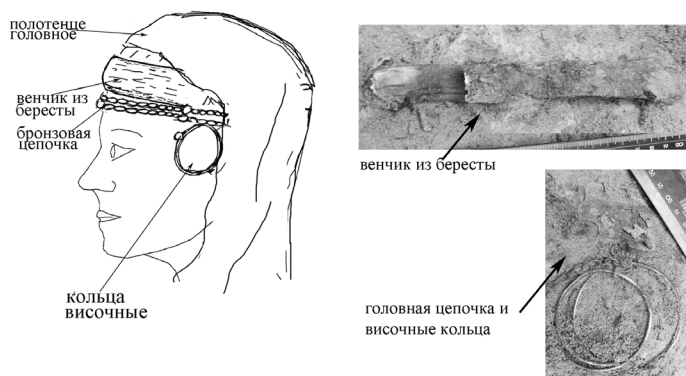 полотенце
головное
венчик из
бересты
бронзовая
цепочка
кольца
височные
венчик из бересты
головная цепочка и
височные кольца